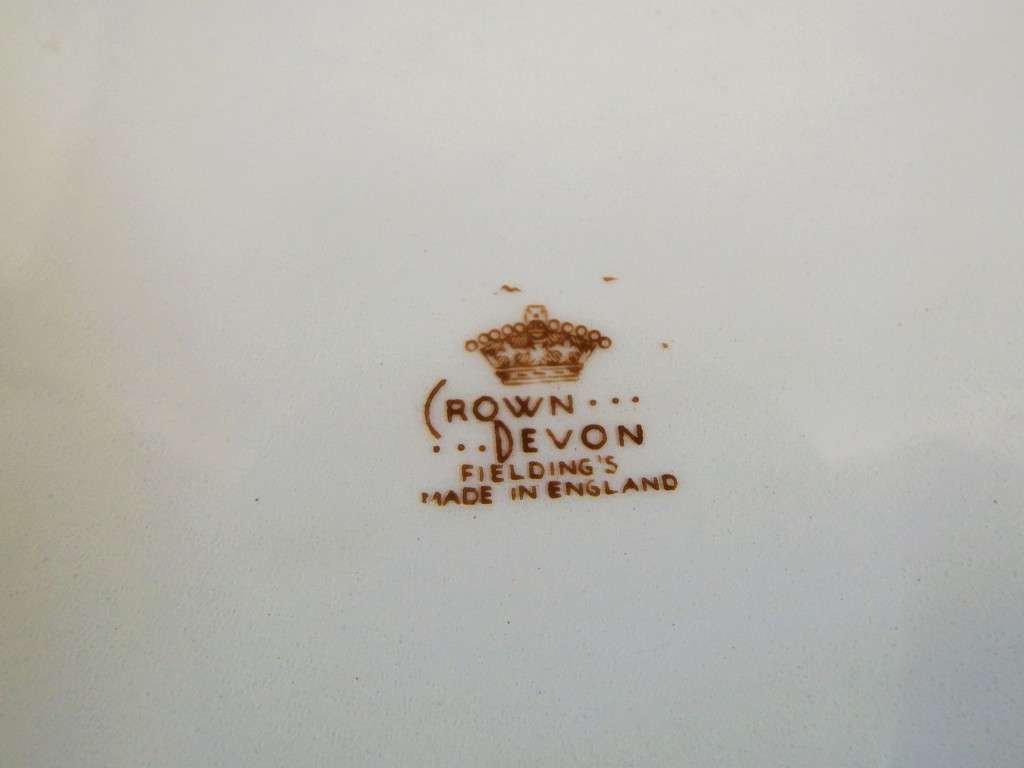 CROWN ...
... DEVON
FIELDING'S
MADE IN ENGLAND